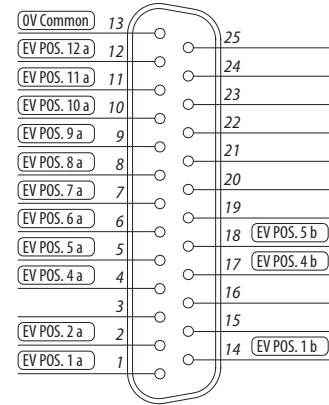 0V Common 13
25
EV POS. 12 a 12
24
EV POS. 11 a 11
23
EV POS. 10 a 10
22
EV POS. 9 a 9
21
EV POS. 8 a 8
20
EV POS. 7 a 7
19
EV POS. 6 a 6
18 EV POS. 5 b
EV POS. 5 a 5
17 EV POS. 4 b
EV POS. 4 a 4
16
3
15
EV POS. 2 a 2
14 EV POS. 1 b
EV POS. 1 a 1